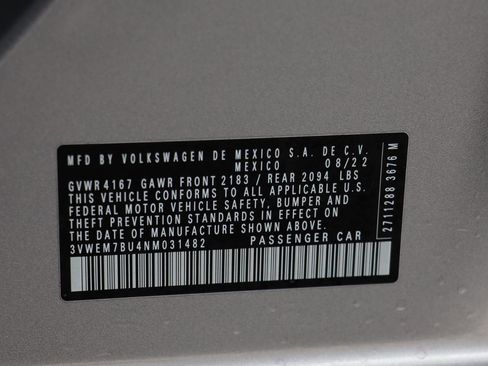 MFD BY VOLKSWAGEN DE MEXICO S.A. DE C.V.
MEXICO 08/22
GVWR 4167 GAWR FRONT 2183 / REAR 2094 LBS
THIS VEHICLE CONFORMS TO ALL APPLICABLE U.S.
FEDERAL MOTOR VEHICLE SAFETY, BUMPER AND
THEFT PREVENTION STANDARDS IN EFFECT ON
THE DATE OF MANUFACTURE SHOWN ABOVE.
3VWEM7BU4NM031482 PASSENGER CAR
27111288 3676 M